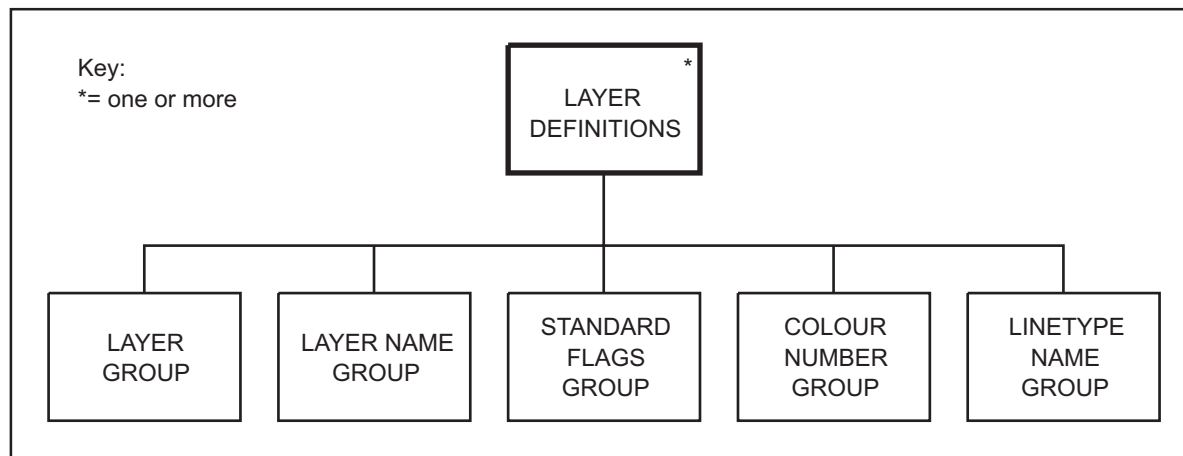 Key:
*= one or more
*
LAYER
DEFINITIONS
LAYER
GROUP
LAYER NAME
GROUP
STANDARD
FLAGS
GROUP
COLOUR
NUMBER
GROUP
LINETYPE
NAME
GROUP